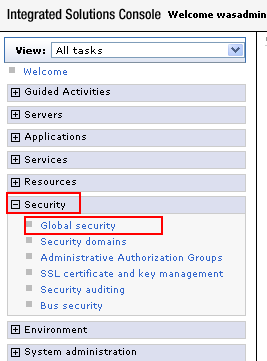 Integrated Solutions Console Welcome wasadmin
View: All tasks
Welcome
Guided Activities
Servers
Applications
Services
Resources
Security
Global security
Security domains
Administrative Authorization Groups
SSL certificate and key management
Security auditing
Bus security
Environment
System administration